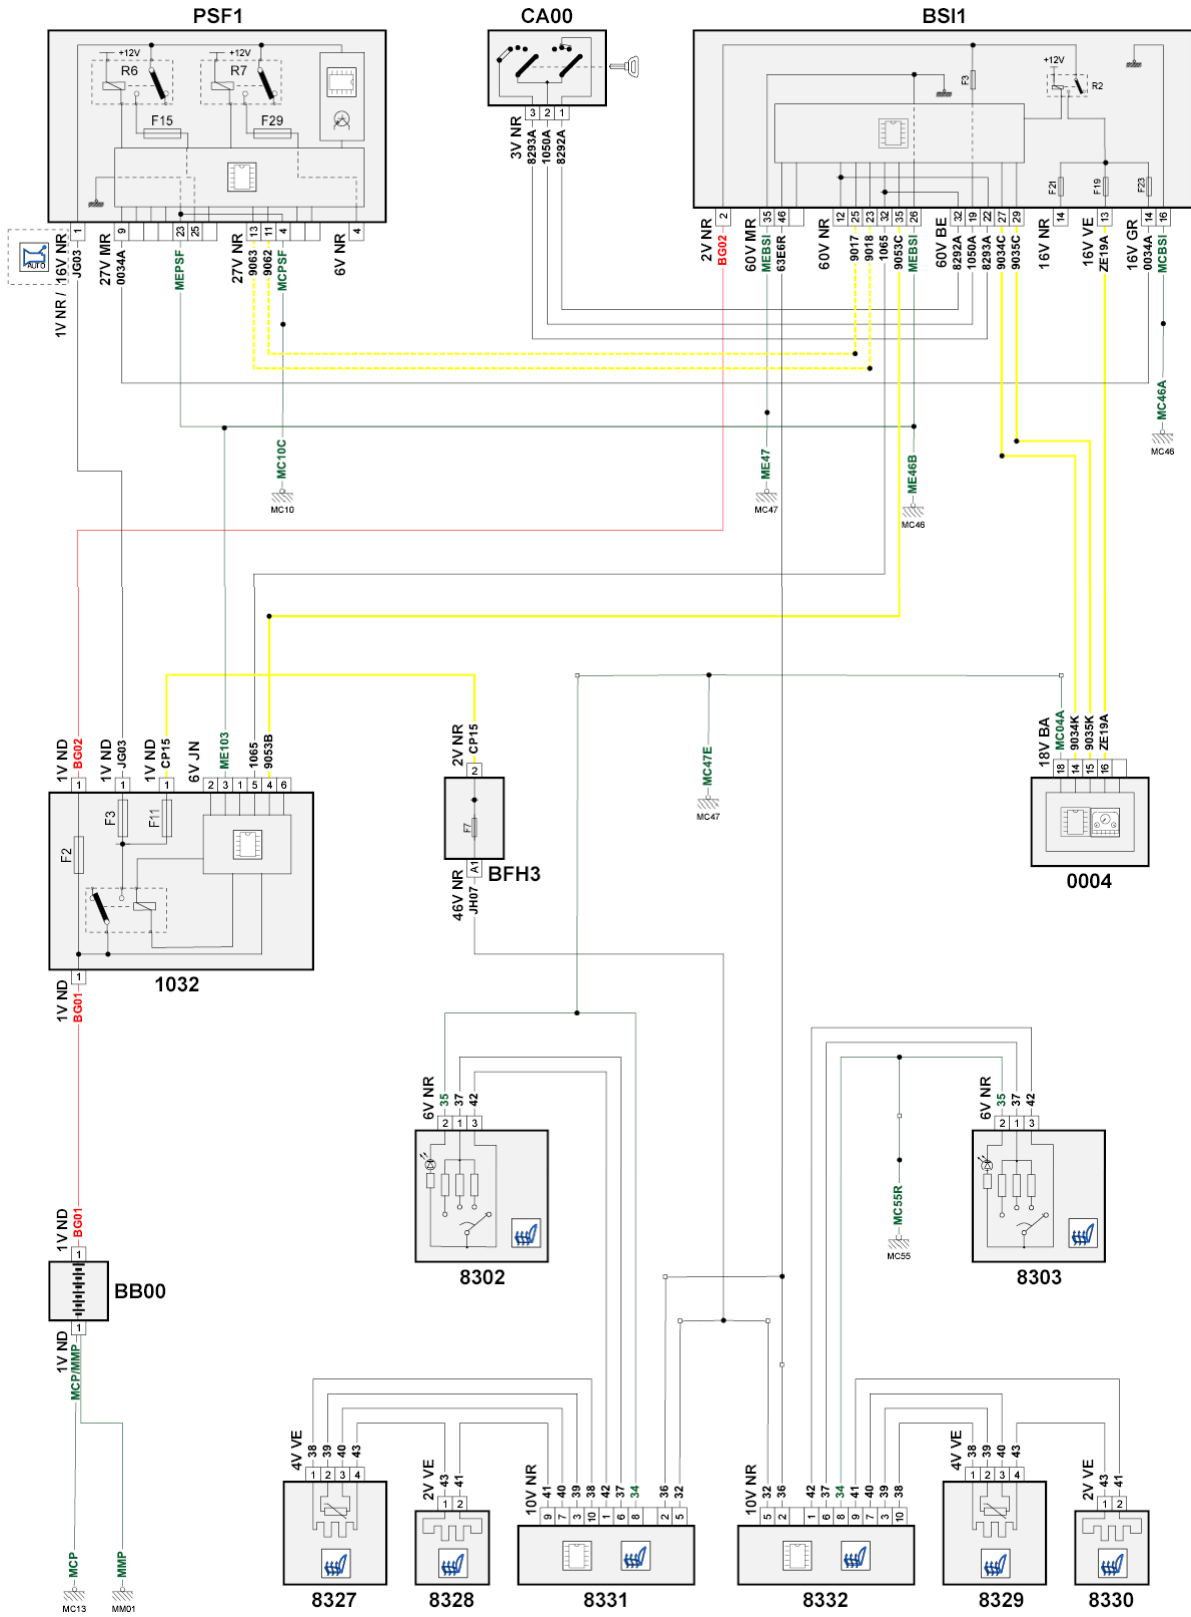 PSF1 CA00 BSI1
+12V +12V
R6 R7
F15 F29
F3 +12V R2
F21 F19 F23
3 2 1
3V NR 8293A 1050A 8292A
1 9 23 25 13 11 4 4
AUTO
1V NR / 16V NR JG03
27V MR 0034A
MEPSF
27V NR 9063 9062 MCPSF
6V NR
2 35 46 12 25 23 32 35 26 32 19 22 27 29 14 13 14 16
2V NR BG02
60V MR MEBSI 63E6R
60V NR 9017 9018 1065 9053C MEBSI
60V BE 8292A 1050A 8293A 9034C 9035C
16V NR
16V VE ZE19A
16V GR 0034A MCBSI
MC10C
MC10
ME47
MC47
ME46B
MC46
MC46A
MC46
1V ND BG02
1V ND JG03
1V ND CP15
6V JN ME103 1065 9053B
1 1 1 2 3 1 5 4 6
F2 F3 F11
1032
1
1V ND BG01
2V NR CP15
2
F7
A1
BFH3
46V NR JH07
MC47E
MC47
18V BA MC04A 9034K 9035K ZE19A
18 14 15 16
0004
6V NR 35 37 42
2 1 3
8302
6V NR 35 37 42
2 1 3
8303
MC55R
MC55
1V ND BG01
1
BB00
1
1V ND MCP/MMP
MCP MMP
MC13 MM01
4V VE 38 39 40 43
1 2 3 4
8327
2V VE 43 41
1 2
8328
10V NR 41 40 39 38 42 37 34 36 32
9 7 3 10 1 6 8 2 5
8331
10V NR 32 36 42 37 34 41 40 39 38
5 2 1 6 8 9 7 3 10
8332
4V VE 38 39 40 43
1 2 3 4
8329
2V VE 43 41
1 2
8330